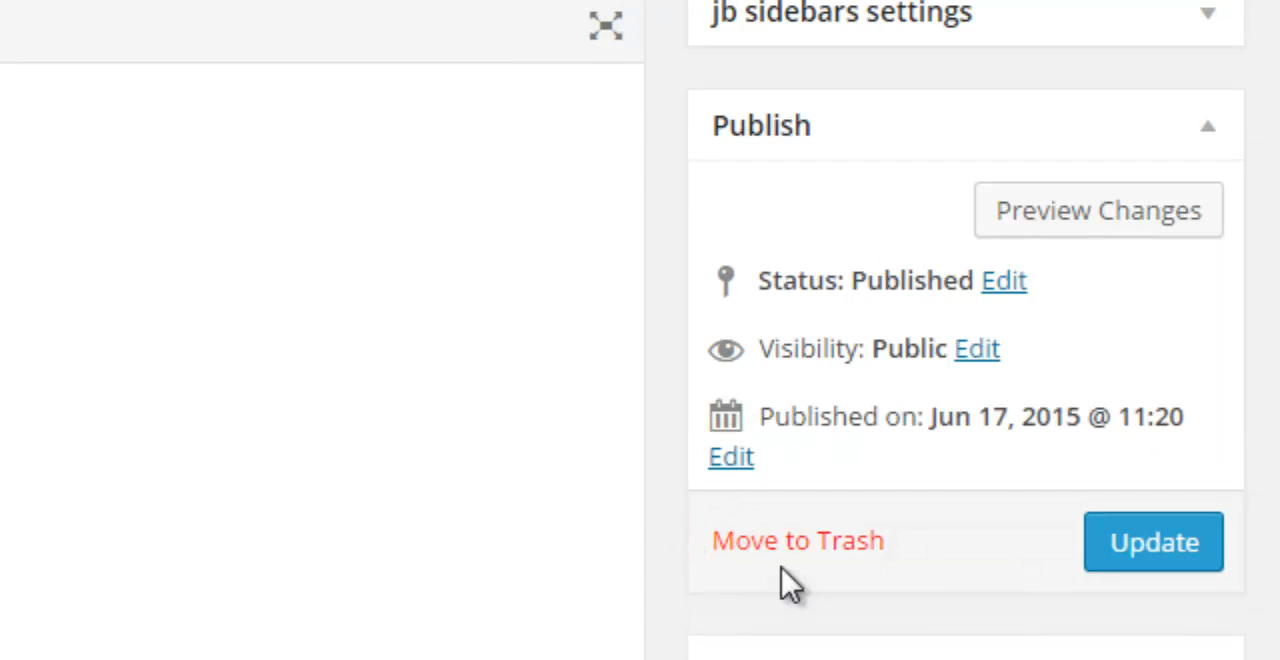 jb sidebars settings
Publish
Preview Changes
Status: Published Edit
Visibility: Public Edit
Published on: Jun 17, 2015 @ 11:20
Edit
Move to Trash
Update